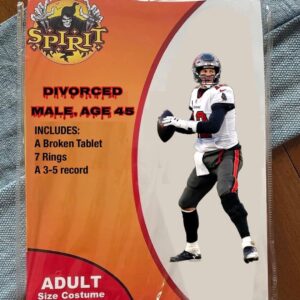 SPIRIT
DIVORCED
MALE, AGE 45
INCLUDES:
A Broken Tablet
7 Rings
A 3-5 record
ADULT
Size Costume